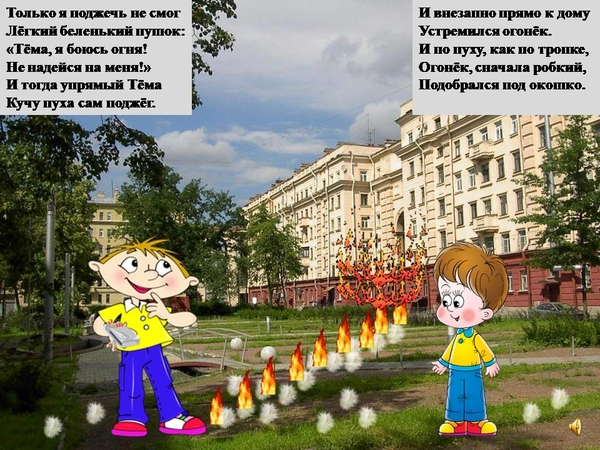 Только я поджечь не смог
Лёгкий беленький пушок:
«Тёма, я боюсь огня!
Не надейся на меня!»
И тогда упрямый Тёма
Кучу пуха сам поджёг.
И внезапно прямо к дому
Устремился огонёк.
И по пуху, как по тропке,
Огонёк, сначала робкий,
Подобрался под окошко.